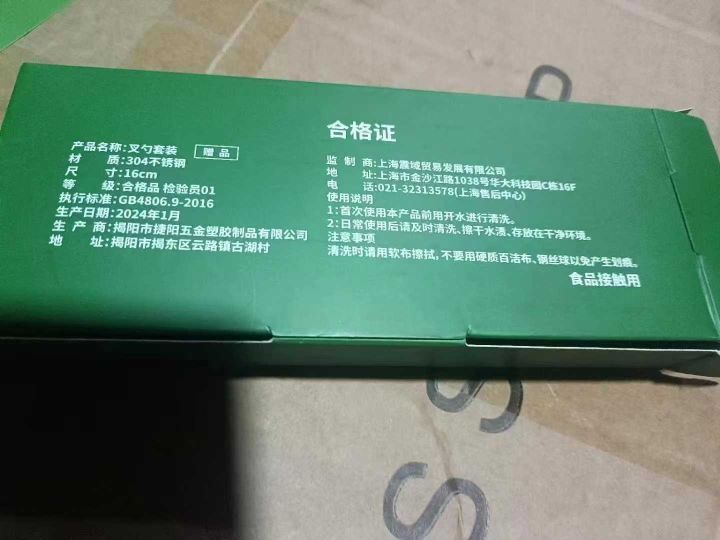 合格证
产品名称:叉勺套装 赠品
材 质:304不锈钢
尺 寸:16cm
等 级:合格品 检验员01
执行标准:GB4806.9-2016
生产日期:2024年1月
生 产 商:揭阳市捷阳五金塑胶制品有限公司
地 址:揭阳市揭东区云路镇古湖村
监 制 商:上海震域贸易发展有限公司
地 址:上海市金沙江路1038号华大科技园C栋16F
电 话:021-32313578(上海售后中心)
使用说明
1:首次使用本产品前用开水进行清洗。
2:日常使用后请及时清洗、擦干水渍、存放在干净环境。
注意事项
清洗时请用软布擦拭,不要用硬质百洁布、钢丝球以免产生划痕。
食品接触用
S
S